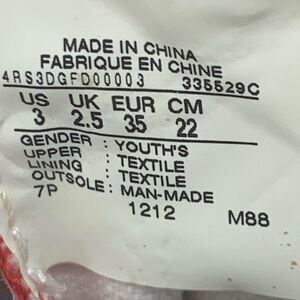 MADE IN CHINA
FABRIQUE EN CHINE
4RS3DGFD00003 335529C
US UK EUR CM
3 2.5 35 22
GENDER : YOUTH'S
UPPER : TEXTILE
LINING : TEXTILE
OUTSOLE : MAN-MADE
7P 1212 M88